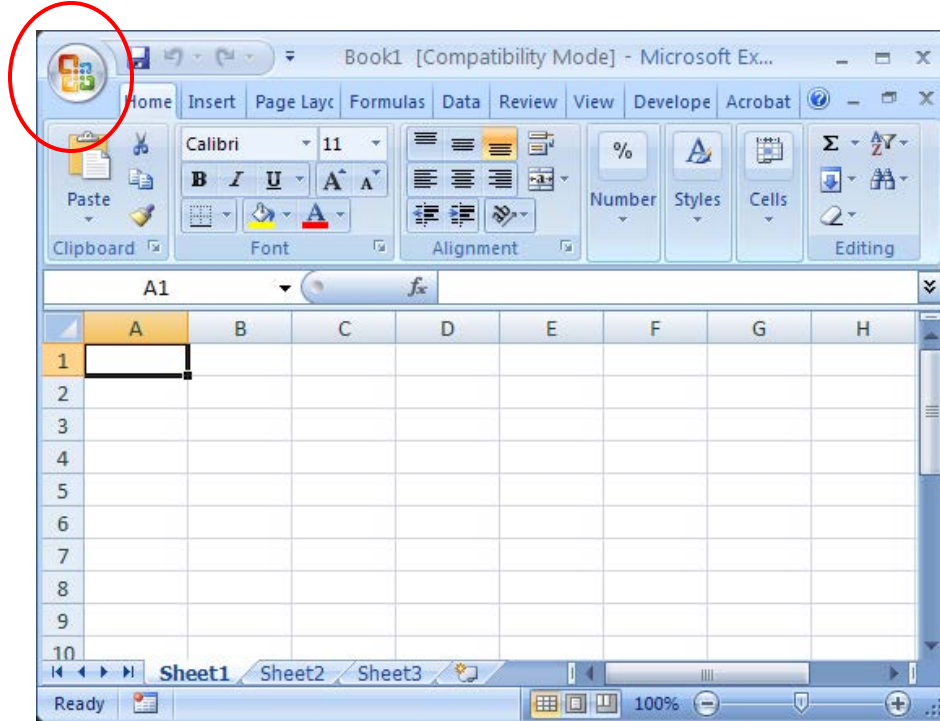 Book1 [Compatibility Mode] - Microsoft Ex...
Home Insert Page Layc Formulas Data Review View Develope Acrobat
Calibri 11
Paste
B I U A A
A
% Number
Styles
Cells
Σ
A Z
Clipboard Font Alignment Editing
A1 fx
A B C D E F G H
1
2
3
4
5
6
7
8
9
10
Sheet1 Sheet2 Sheet3
Ready 100%